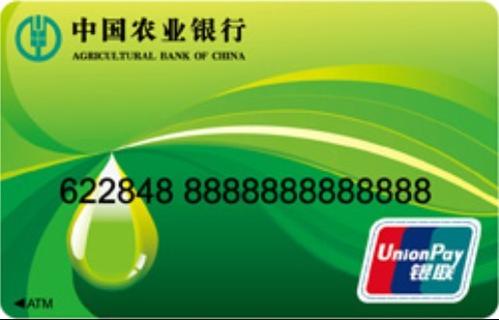 中国农业银行
AGRICULTURAL BANK OF CHINA
622848 8888888888888
UnionPay
银联
◀ATM